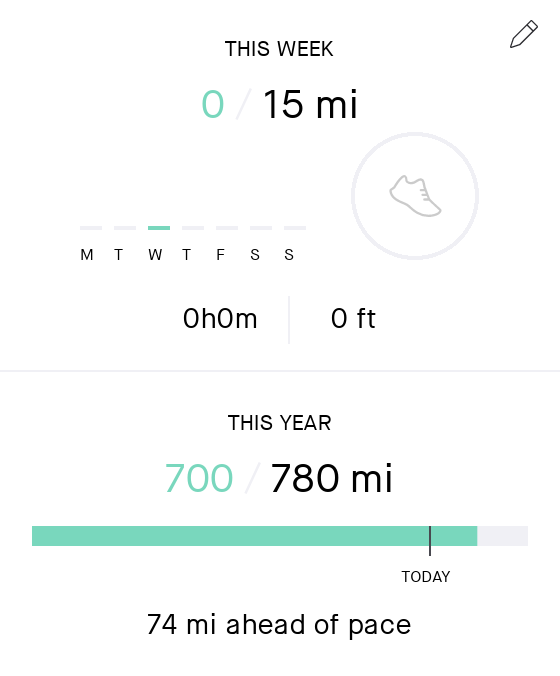 THIS WEEK
0 / 15 mi
M T W T F S S
0h0m 0 ft
THIS YEAR
700 / 780 mi
TODAY
74 mi ahead of pace